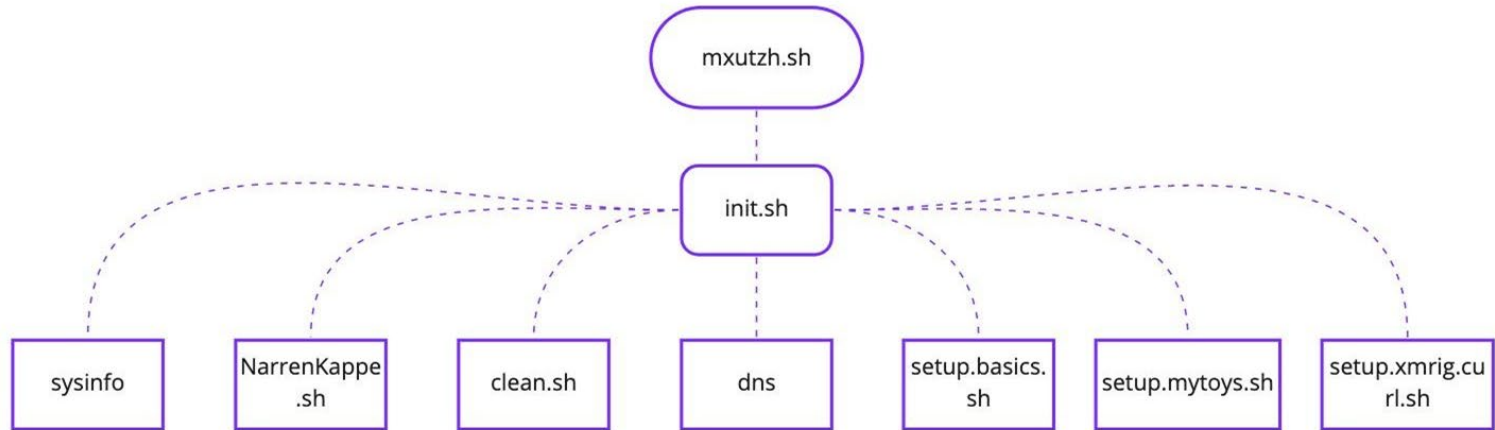 mxutzh.sh
init.sh
sysinfo
NarrenKappe
.sh
clean.sh
dns
setup.basics.
sh
setup.mytoys.sh
setup.xmrig.cu
rl.sh